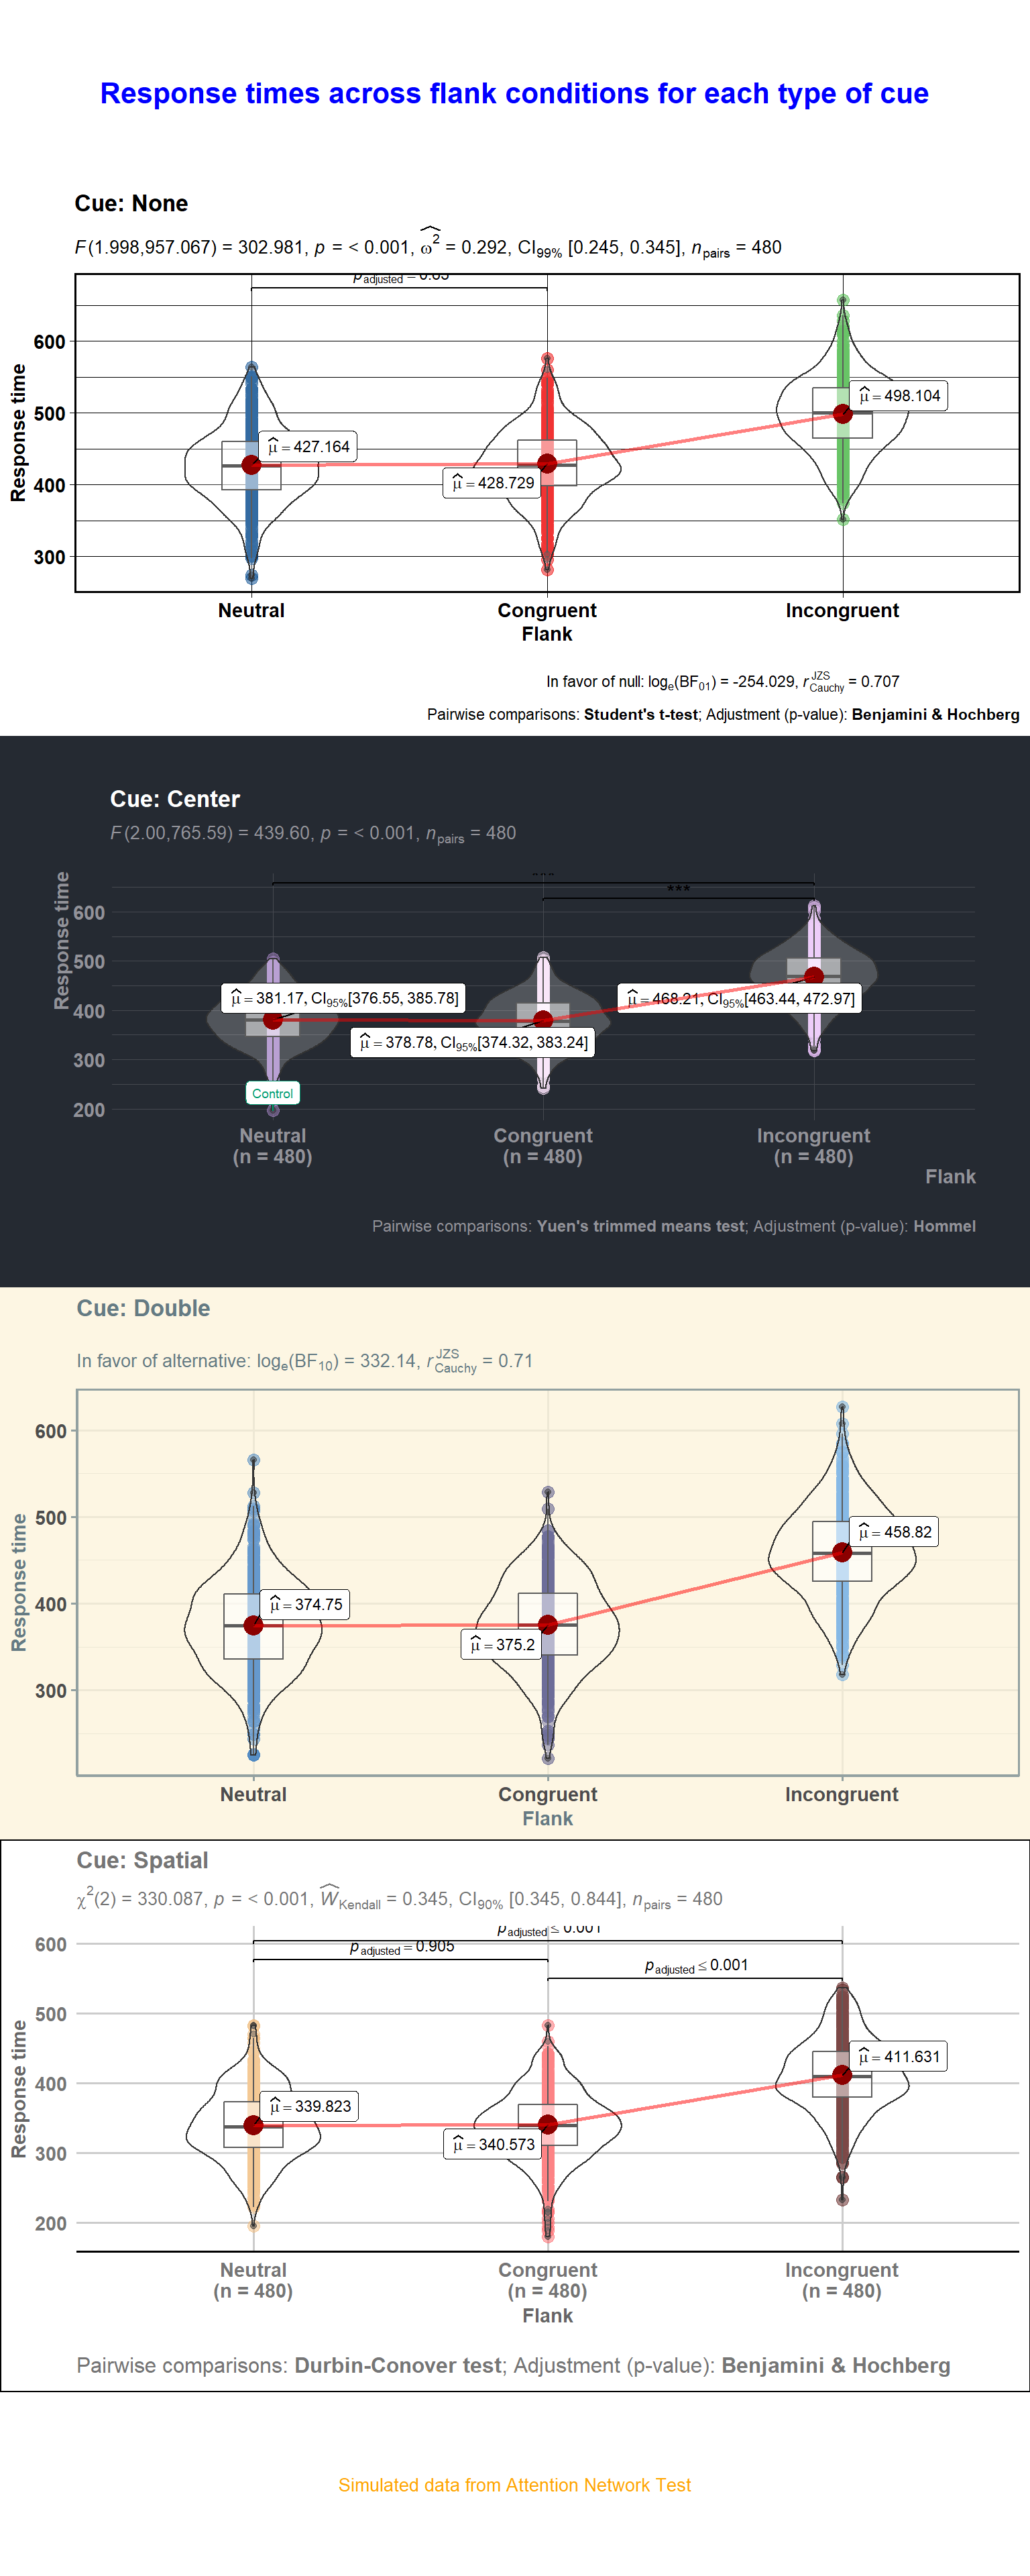 Response times across flank conditions for each type of cue
Cue: None
F(1.998,957.067) = 302.981, p = < 0.001, ω̂² = 0.292, CI99% [0.245, 0.345], npairs = 480
Response time
600
500
400
300
μ̂ = 427.164
μ̂ = 428.729
μ̂ = 498.104
Neutral
Congruent
Incongruent
Flank
In favor of null: loge(BF01) = -254.029, r JZS Cauchy = 0.707
Pairwise comparisons: Student's t-test; Adjustment (p-value): Benjamini & Hochberg
Cue: Center
F(2.00,765.59) = 439.60, p = < 0.001, npairs = 480
Response time
600
500
400
300
200
***
μ̂ = 381.17, CI95%[376.55, 385.78]
μ̂ = 378.78, CI95%[374.32, 383.24]
μ̂ = 468.21, CI95%[463.44, 472.97]
Control
Neutral
(n = 480)
Congruent
(n = 480)
Incongruent
(n = 480)
Flank
Pairwise comparisons: Yuen's trimmed means test; Adjustment (p-value): Hommel
Cue: Double
In favor of alternative: loge(BF10) = 332.14, r JZS Cauchy = 0.71
Response time
600
500
400
300
μ̂ = 374.75
μ̂ = 375.2
μ̂ = 458.82
Neutral
Congruent
Incongruent
Flank
Cue: Spatial
χ²(2) = 330.087, p = < 0.001, ŴKendall = 0.345, CI90% [0.345, 0.844], npairs = 480
Response time
600
500
400
300
200
padjusted ≤ 0.001
padjusted = 0.905
padjusted ≤ 0.001
μ̂ = 339.823
μ̂ = 340.573
μ̂ = 411.631
Neutral
(n = 480)
Congruent
(n = 480)
Incongruent
(n = 480)
Flank
Pairwise comparisons: Durbin-Conover test; Adjustment (p-value): Benjamini & Hochberg
Simulated data from Attention Network Test